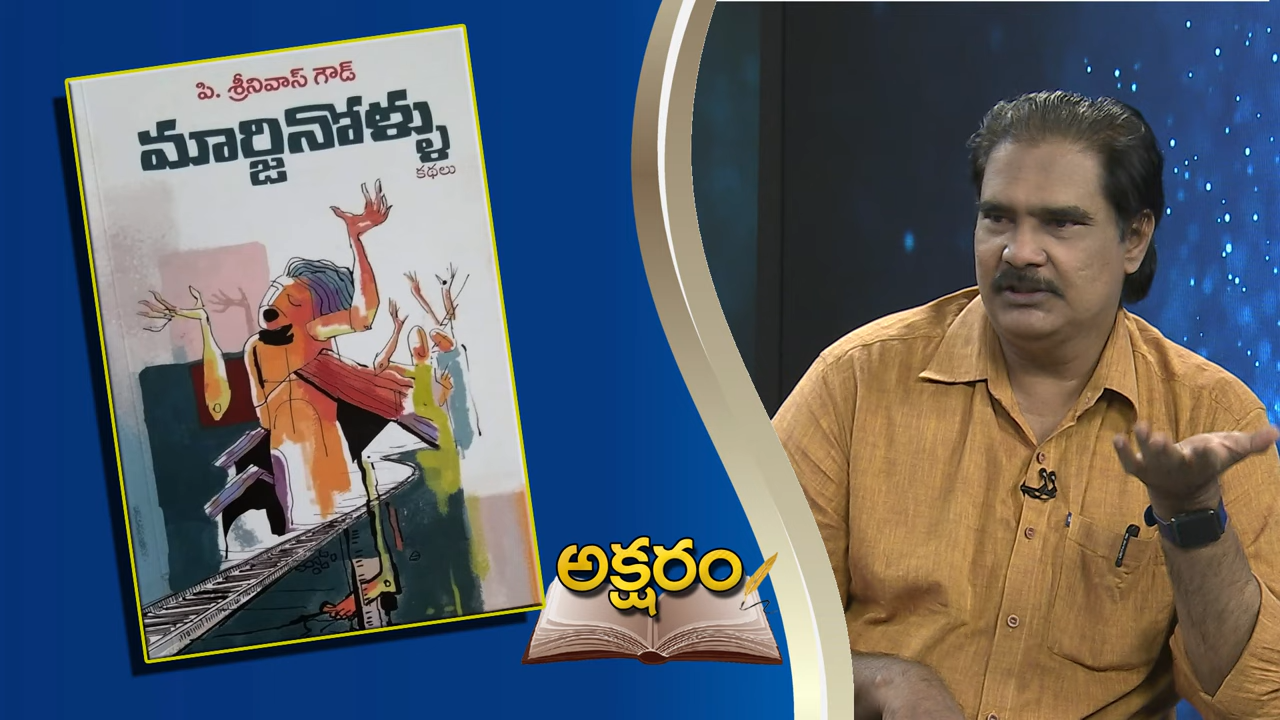 పి. శ్రీనివాస్ గౌడ్
మార్జినోళ్ళు
కథలు
అక్షరం